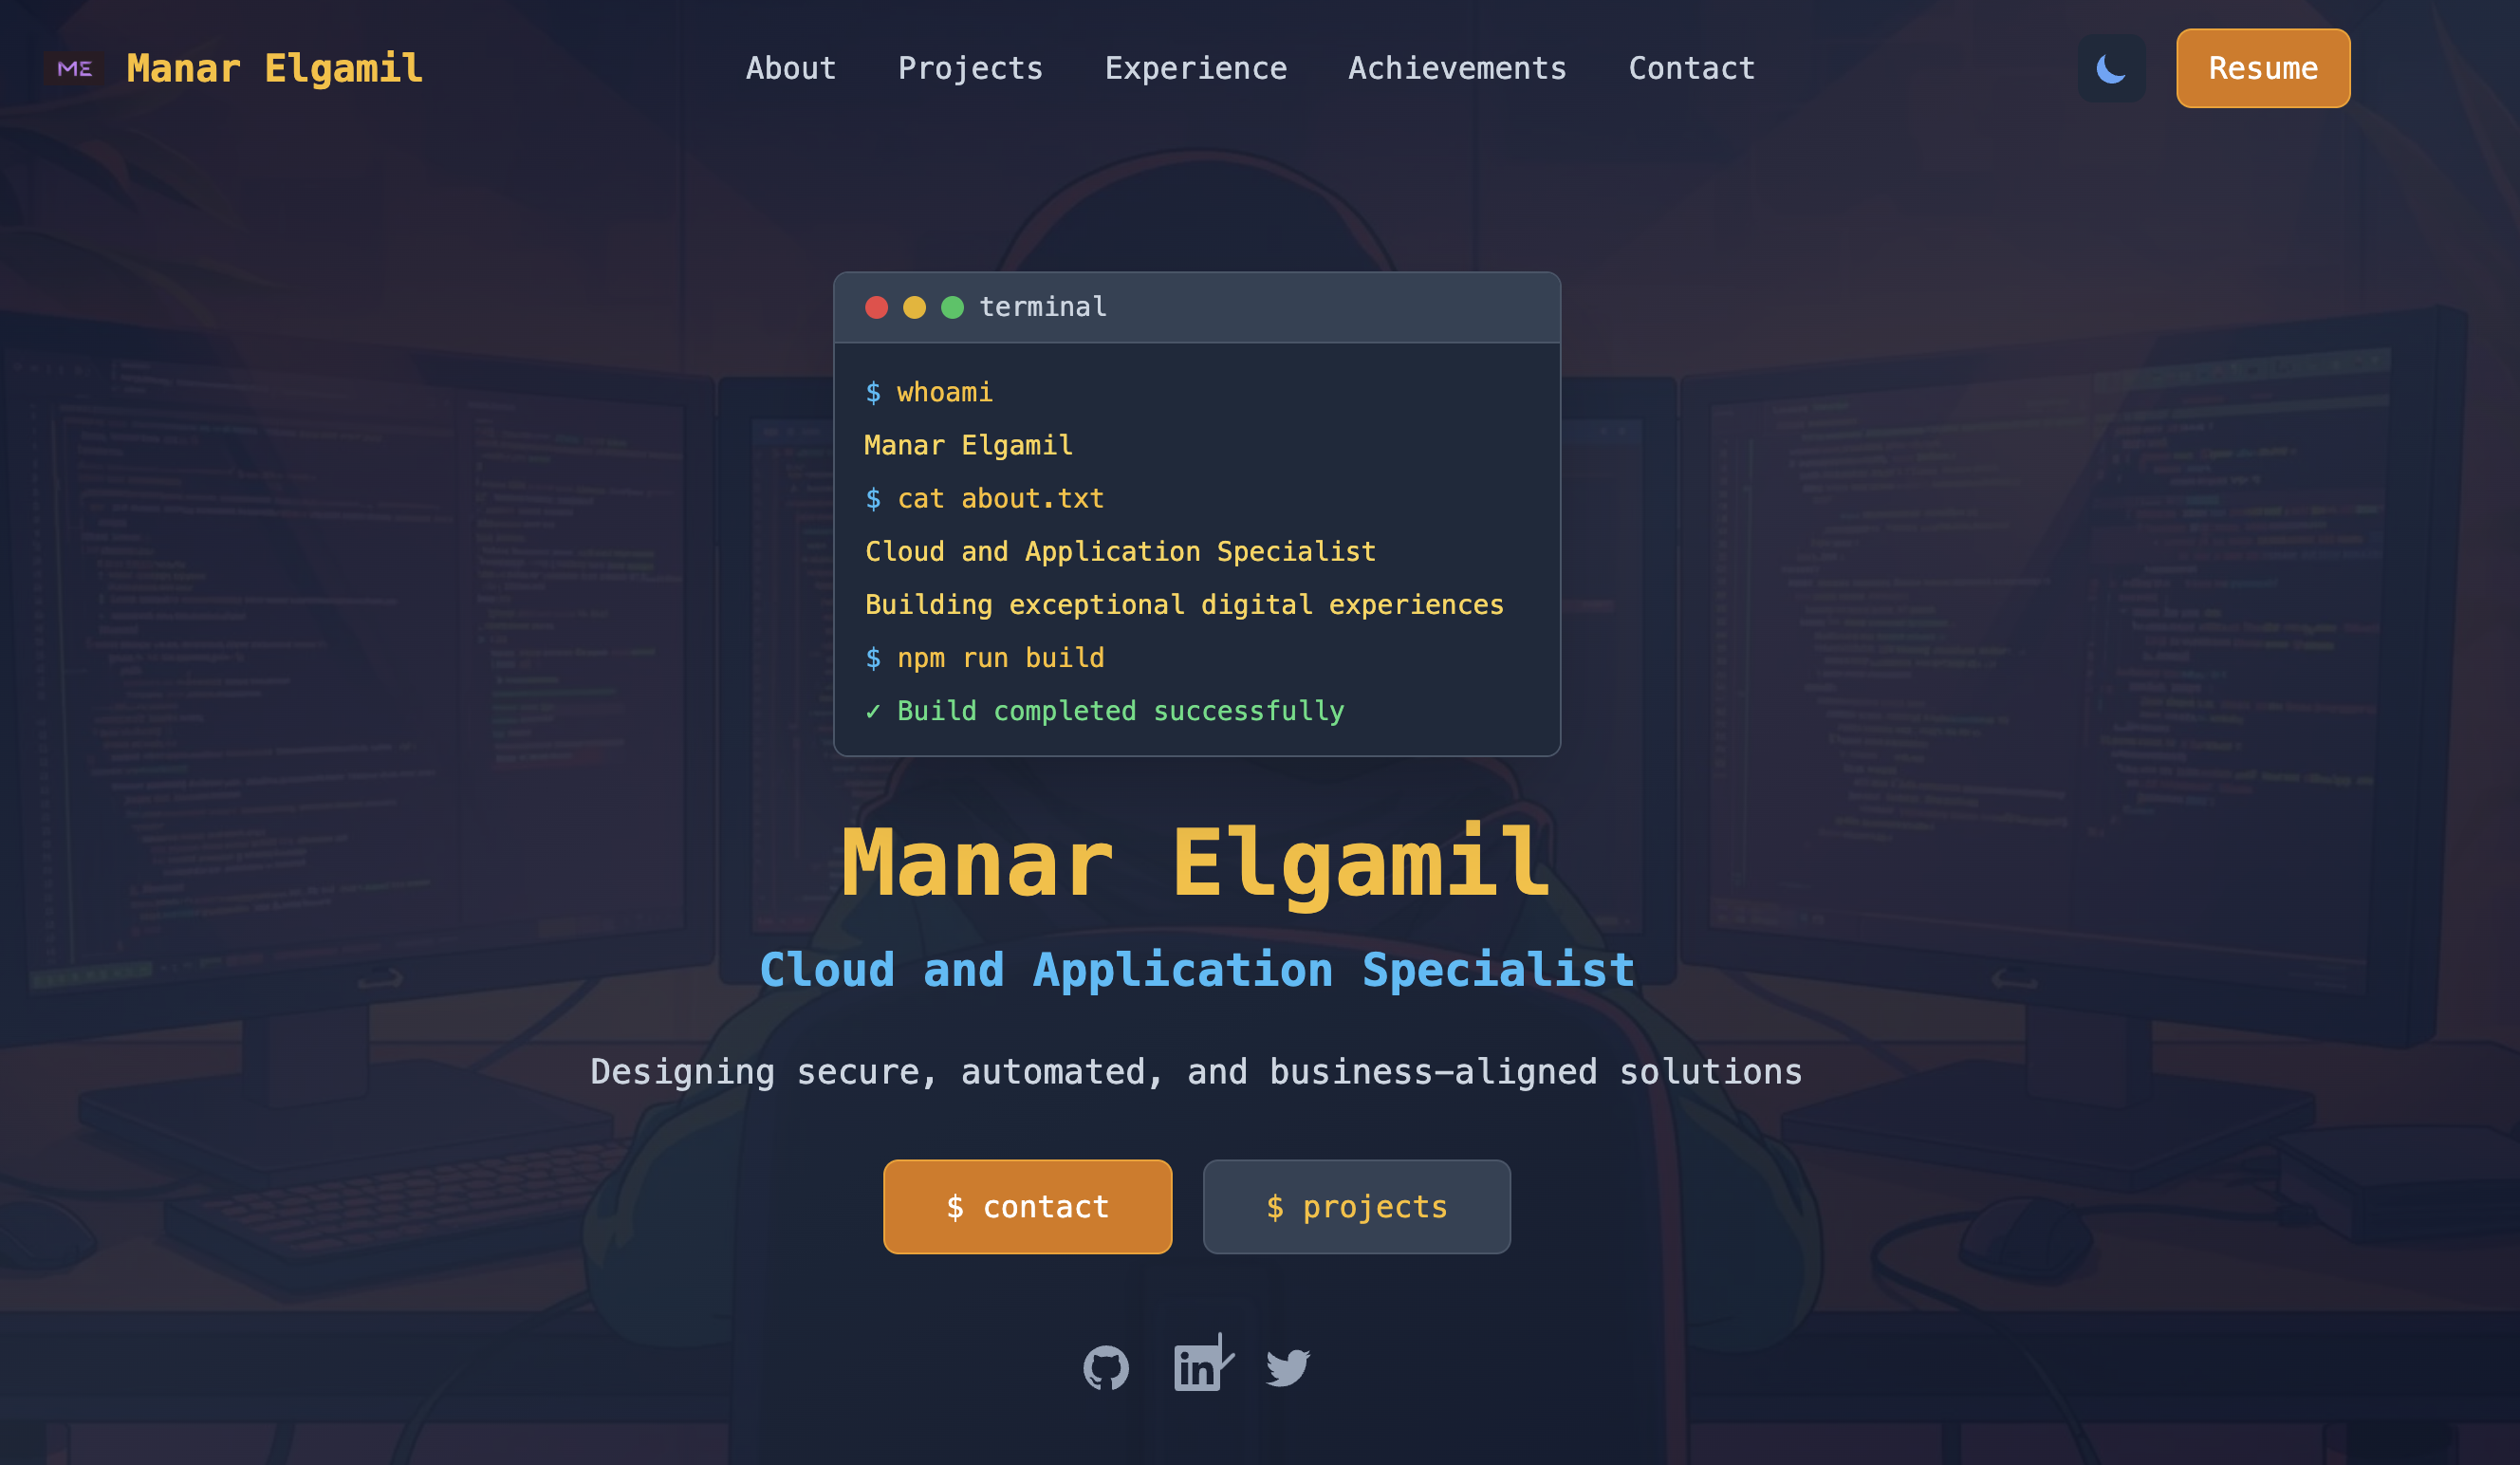 ME Manar Elgamil
About Projects Experience Achievements Contact
Resume
terminal
$ whoami
Manar Elgamil
$ cat about.txt
Cloud and Application Specialist
Building exceptional digital experiences
$ npm run build
✓ Build completed successfully
Manar Elgamil
Cloud and Application Specialist
Designing secure, automated, and business-aligned solutions
$ contact
$ projects
in